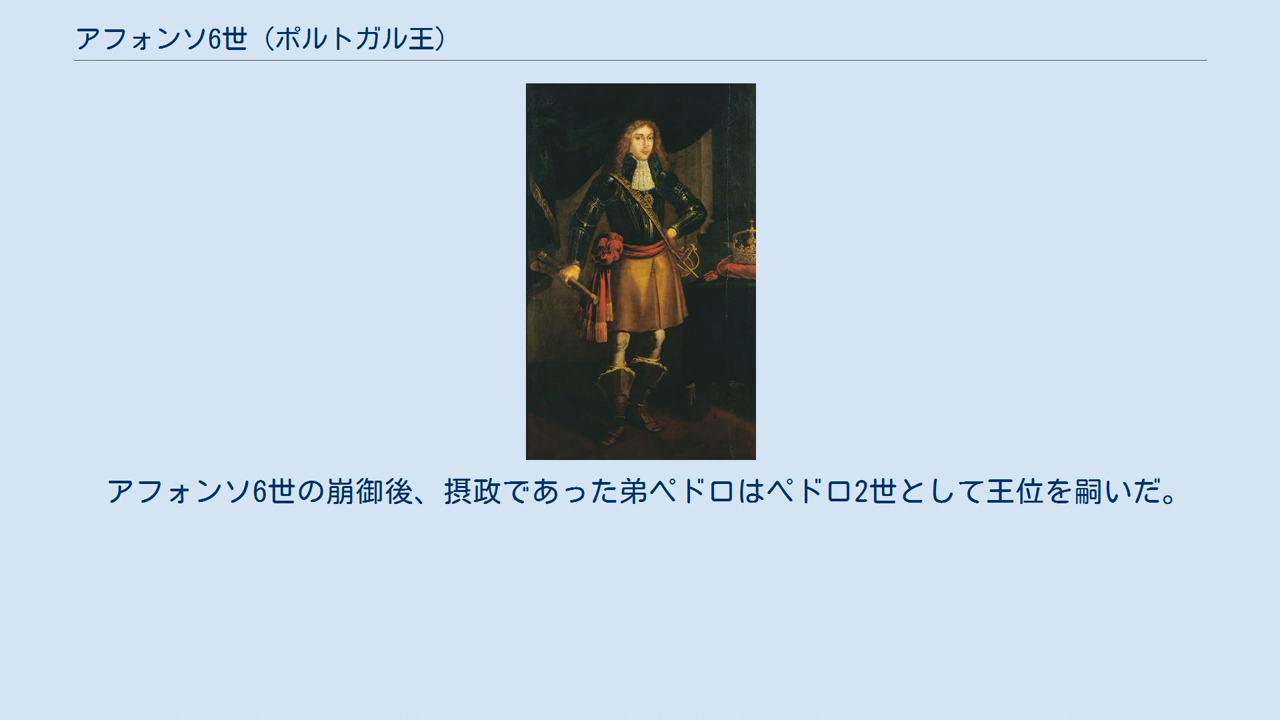 アフォンソ6世（ポルトガル王）
アフォンソ6世の崩御後、摂政であった弟ペドロはペドロ2世として王位を嗣いだ。